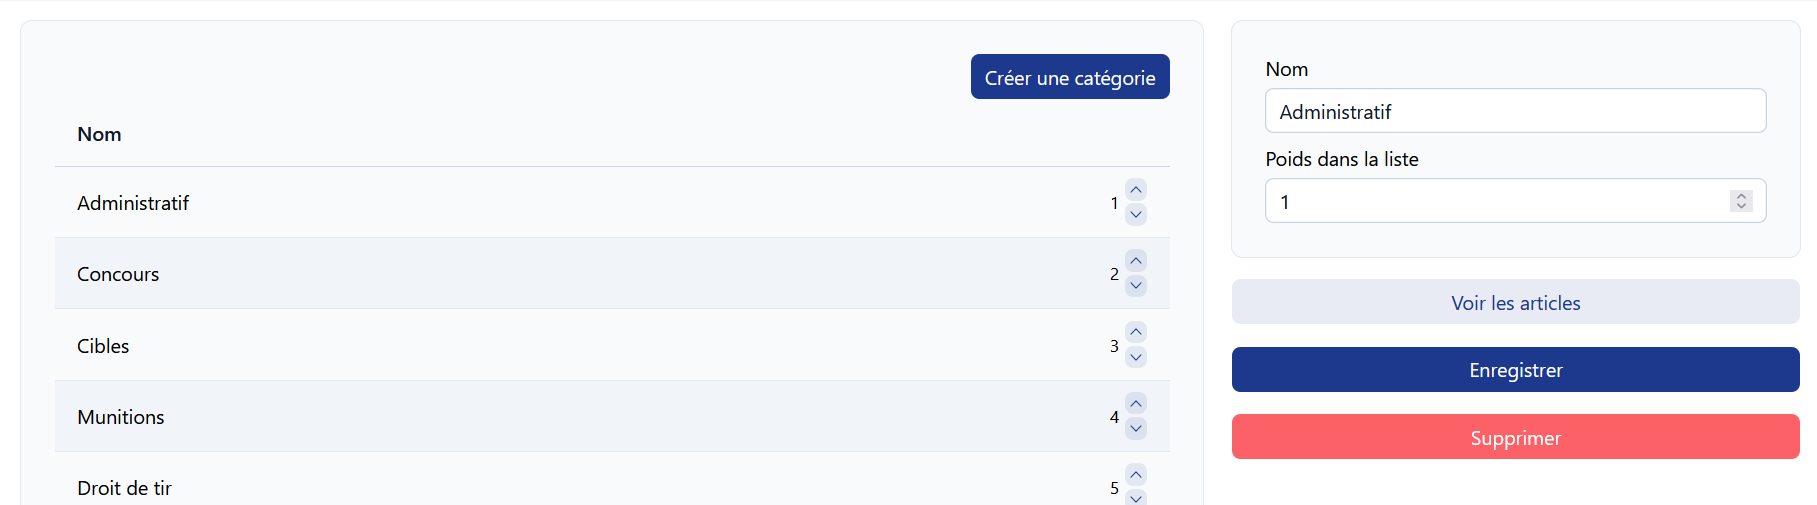 Créer une catégorie
Nom
Administratif 1
Concours 2
Cibles 3
Munitions 4
Droit de tir 5
Nom
Administratif
Poids dans la liste
1
Voir les articles
Enregistrer
Supprimer